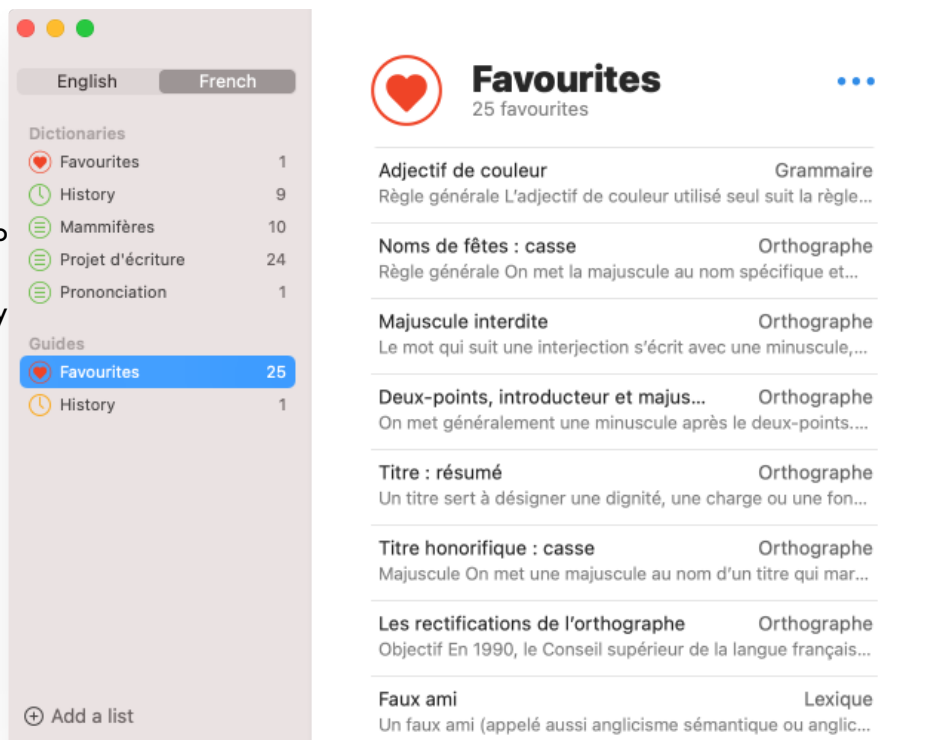 English French
Dictionaries
Favourites 1
History 9
Mammifères 10
Projet d'écriture 24
Prononciation 1
Guides
Favourites 25
History 1
Add a list
Favourites
25 favourites
Adjectif de couleur Grammaire
Règle générale L’adjectif de couleur utilisé seul suit la règle...
Noms de fêtes : casse Orthographe
Règle générale On met la majuscule au nom spécifique et...
Majuscule interdite Orthographe
Le mot qui suit une interjection s’écrit avec une minuscule,...
Deux-points, introducteur et majus... Orthographe
On met généralement une minuscule après le deux-points....
Titre : résumé Orthographe
Un titre sert à désigner une dignité, une charge ou une fon...
Titre honorifique : casse Orthographe
Majuscule On met une majuscule au nom d’un titre qui mar...
Les rectifications de l’orthographe Orthographe
Objectif En 1990, le Conseil supérieur de la langue français...
Faux ami Lexique
Un faux ami (appelé aussi anglicisme sémantique ou anglic...